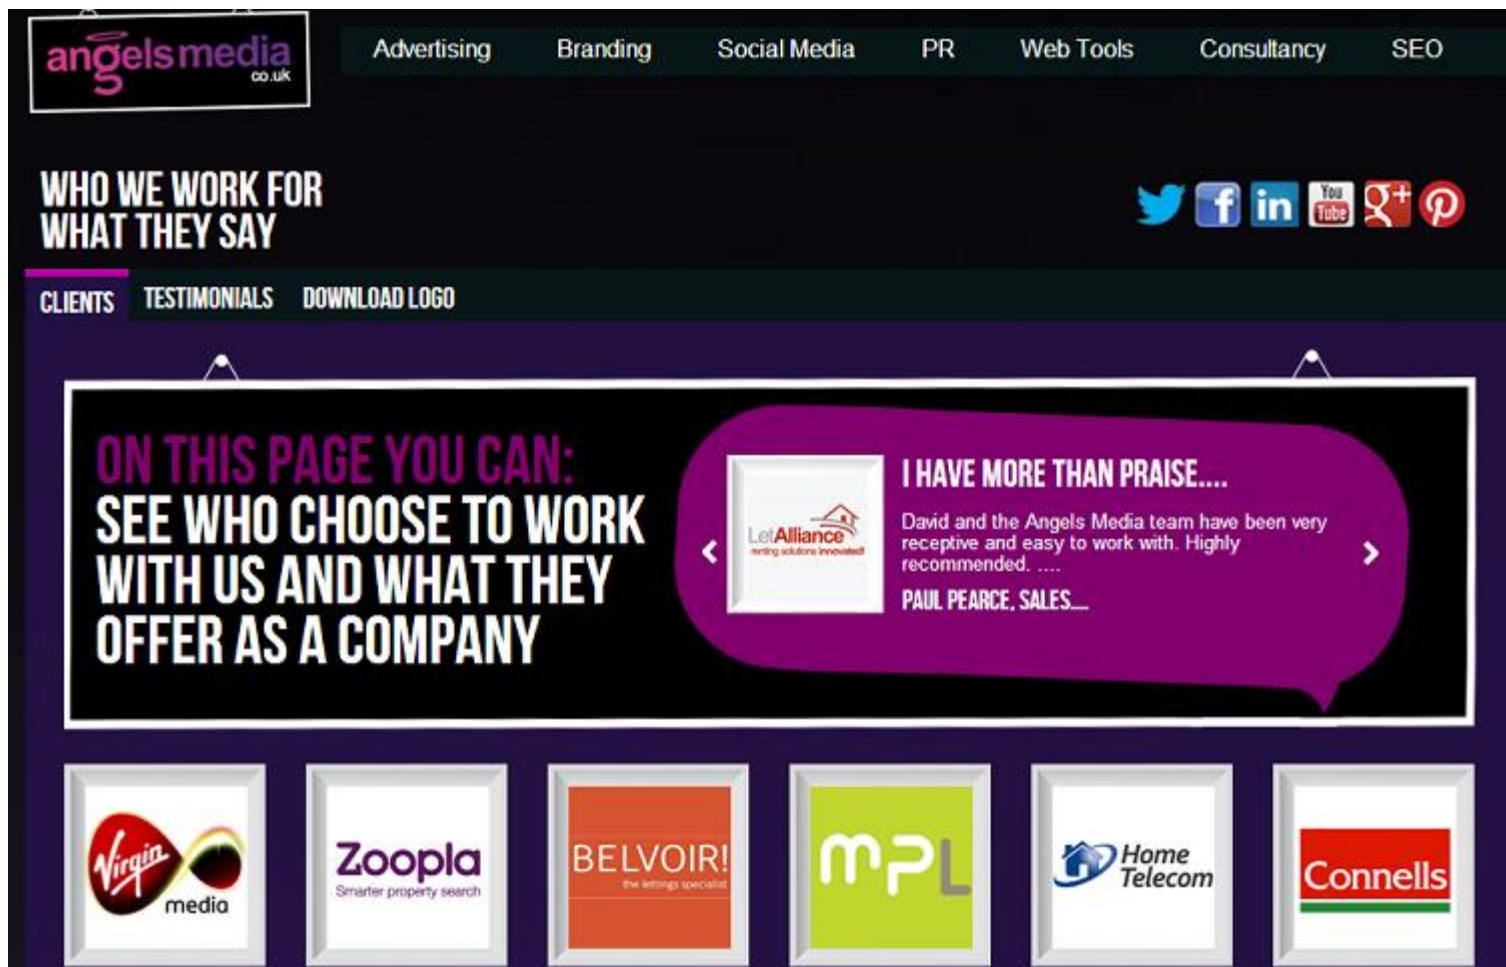 angelsmedia
co.uk
Advertising Branding Social Media PR Web Tools Consultancy SEO
WHO WE WORK FOR
WHAT THEY SAY
You
Tube
CLIENTS TESTIMONIALS DOWNLOAD LOGO
ON THIS PAGE YOU CAN:
SEE WHO CHOOSE TO WORK
WITH US AND WHAT THEY
OFFER AS A COMPANY
LetAlliance
renting solutions innovated!
I HAVE MORE THAN PRAISE....
David and the Angels Media team have been very
receptive and easy to work with. Highly
recommended. ....
PAUL PEARCE, SALES....
Virgin
media
Zoopla
Smarter property search
BELVOIR!
the lettings specialist
mPL
Home
Telecom
Connells